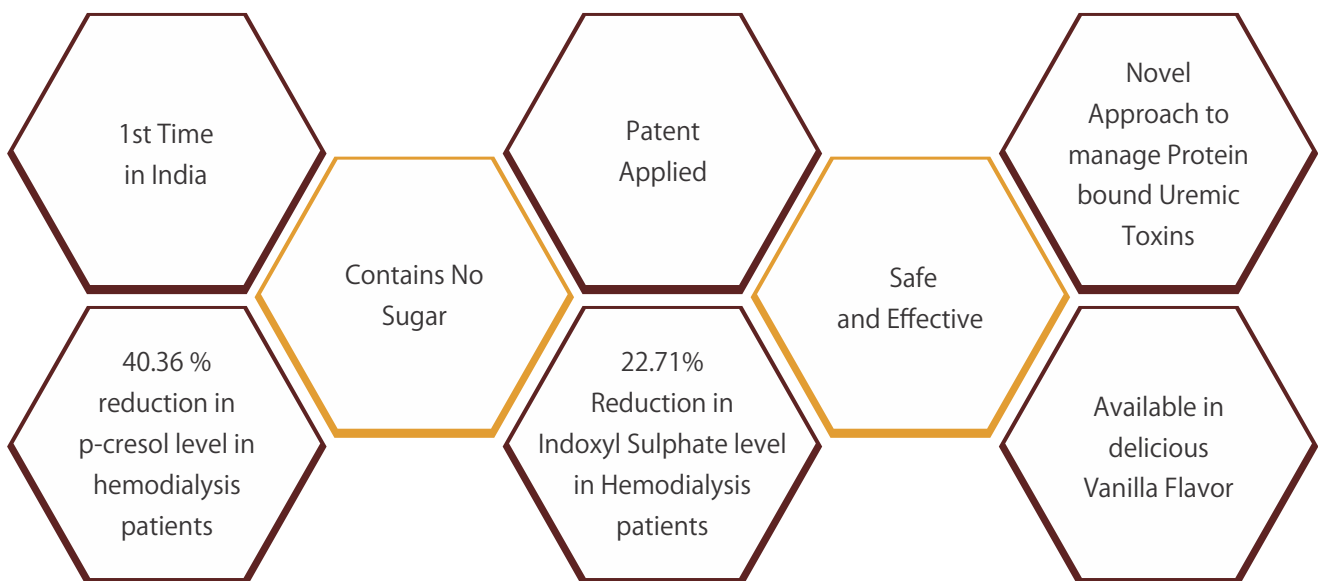 1st Time
in India
Contains No
Sugar
Patent
Applied
Safe
and Effective
Novel
Approach to
manage Protein
bound Uremic
Toxins
40.36 %
reduction in
p-cresol level in
hemodialysis
patients
22.71%
Reduction in
Indoxyl Sulphate level
in Hemodialysis
patients
Available in
delicious
Vanilla Flavor